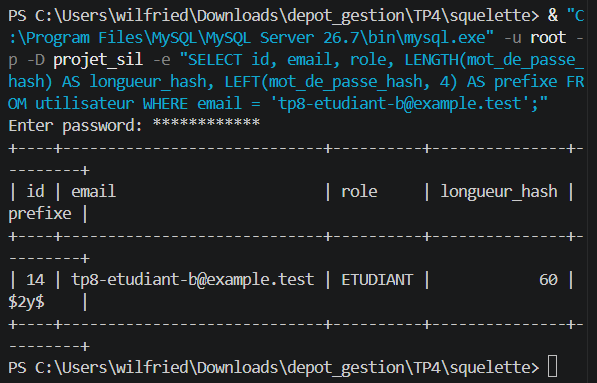 PS C:\Users\wilfried\Downloads\depot_gestion\TP4\squelette> & "C
:\Program Files\MySQL\MySQL Server 26.7\bin\mysql.exe" -u root -
p -D projet_sil -e "SELECT id, email, role, LENGTH(mot_de_passe_
hash) AS longueur_hash, LEFT(mot_de_passe_hash, 4) AS prefixe FR
OM utilisateur WHERE email = 'tp8-etudiant-b@example.test';"
Enter password: ************
+----+-----------------------------+----------+---------------+-
--------+
| id | email                       | role     | longueur_hash |
prefixe |
+----+-----------------------------+----------+---------------+-
--------+
| 14 | tp8-etudiant-b@example.test | ETUDIANT |            60 |
$2y$    |
+----+-----------------------------+----------+---------------+-
--------+
PS C:\Users\wilfried\Downloads\depot_gestion\TP4\squelette>